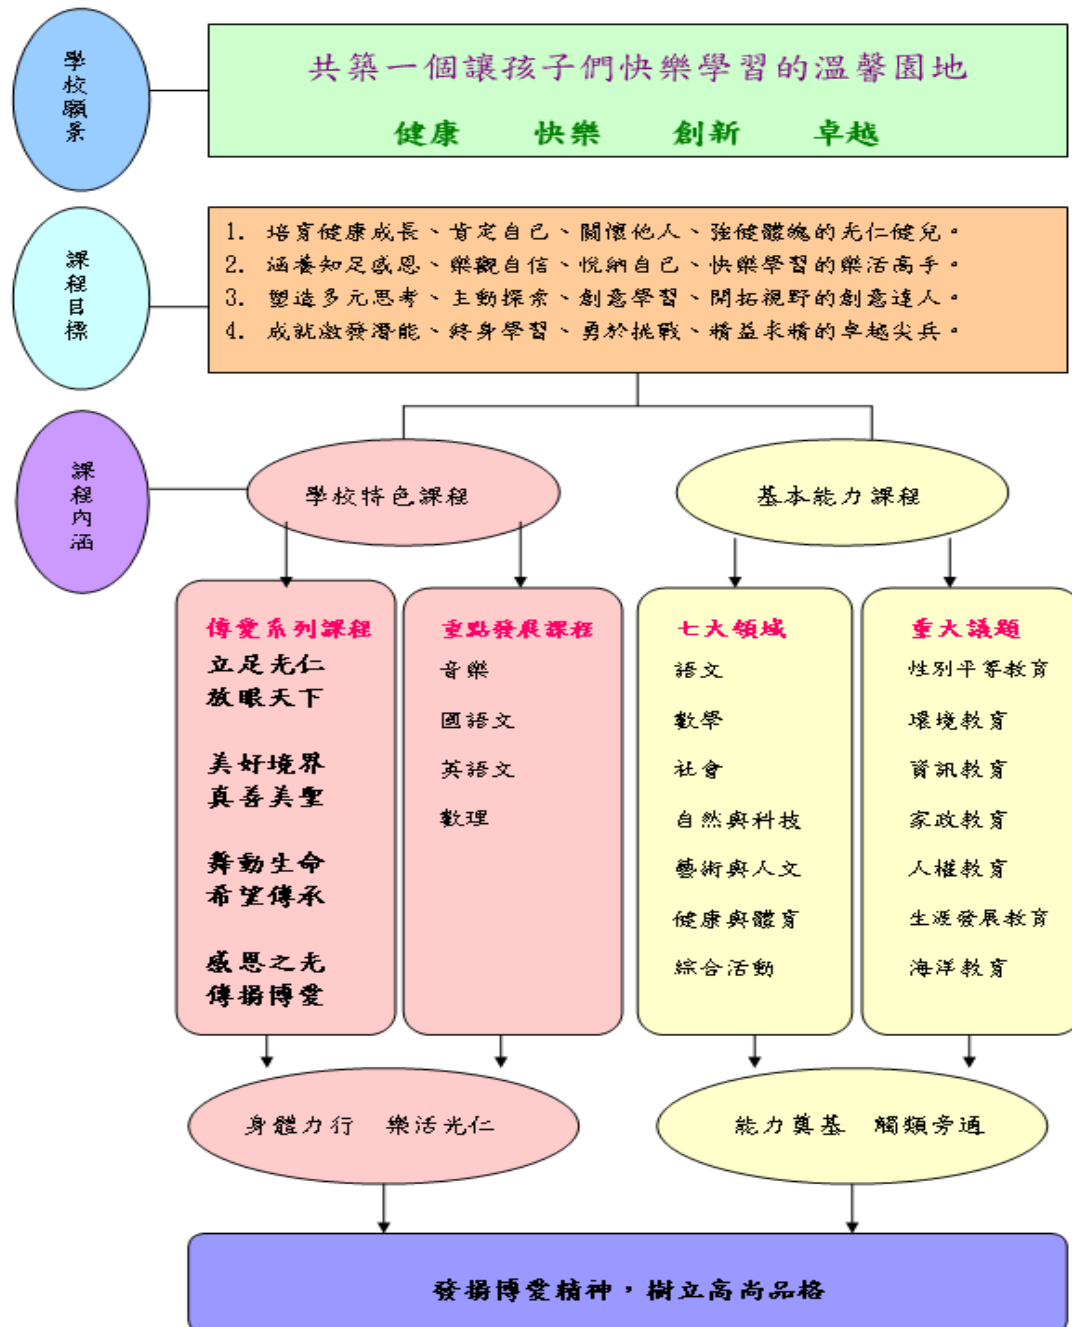 學校願景
共築一個讓孩子們快樂學習的溫馨園地
健康 快樂 創新 卓越
課程目標
1. 培育健康成長、肯定自己、關懷他人、強健體魄的光仁健兒。
2. 涵養知足感恩、樂觀自信、悅納自己、快樂學習的樂活高手。
3. 塑造多元思考、主動探索、創意學習、開拓視野的創意達人。
4. 成就激發潛能、終身學習、勇於挑戰、精益求精的卓越尖兵。
課程內涵
學校特色課程
基本能力課程
傳愛系列課程
立足光仁
放眼天下
美好境界
真善美聖
舞動生命
希望傳承
感恩之光
傳揚博愛
重點發展課程
音樂
國語文
英語文
數理
七大領域
語文
數學
社會
自然與科技
藝術與人文
健康與體育
綜合活動
重大議題
性別平等教育
環境教育
資訊教育
家政教育
人權教育
生涯發展教育
海洋教育
身體力行 樂活光仁
能力奠基 觸類旁通
發揚博愛精神，樹立高尚品格